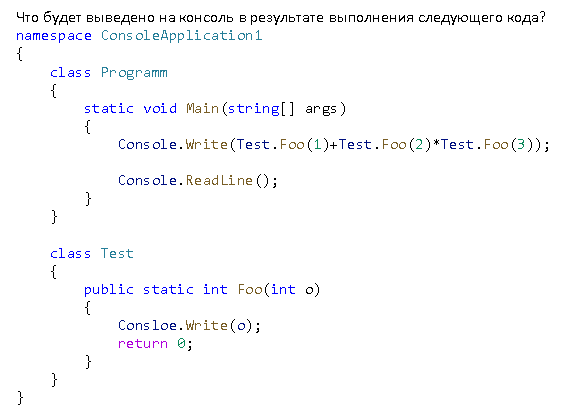 Что будет выведено на консоль в результате выполнения следующего кода?
namespace ConsoleApplication1
{
    class Programm
    {
        static void Main(string[] args)
        {
            Console.Write(Test.Foo(1)+Test.Foo(2)*Test.Foo(3));

            Console.ReadLine();
        }
    }

    class Test
    {
        public static int Foo(int o)
        {
            Consloe.Write(o);
            return 0;
        }
    }
}